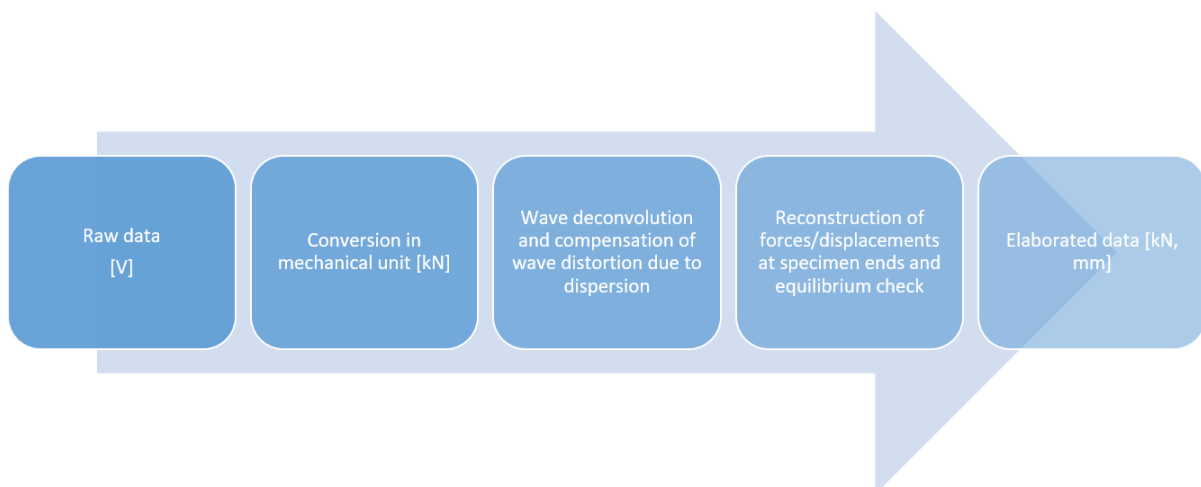 Raw data
[V]
Conversion in
mechanical unit [kN]
Wave deconvolution
and compensation of
wave distortion due to
dispersion
Reconstruction of
forces/displacements
at specimen ends and
equilibrium check
Elaborated data [kN,
mm]